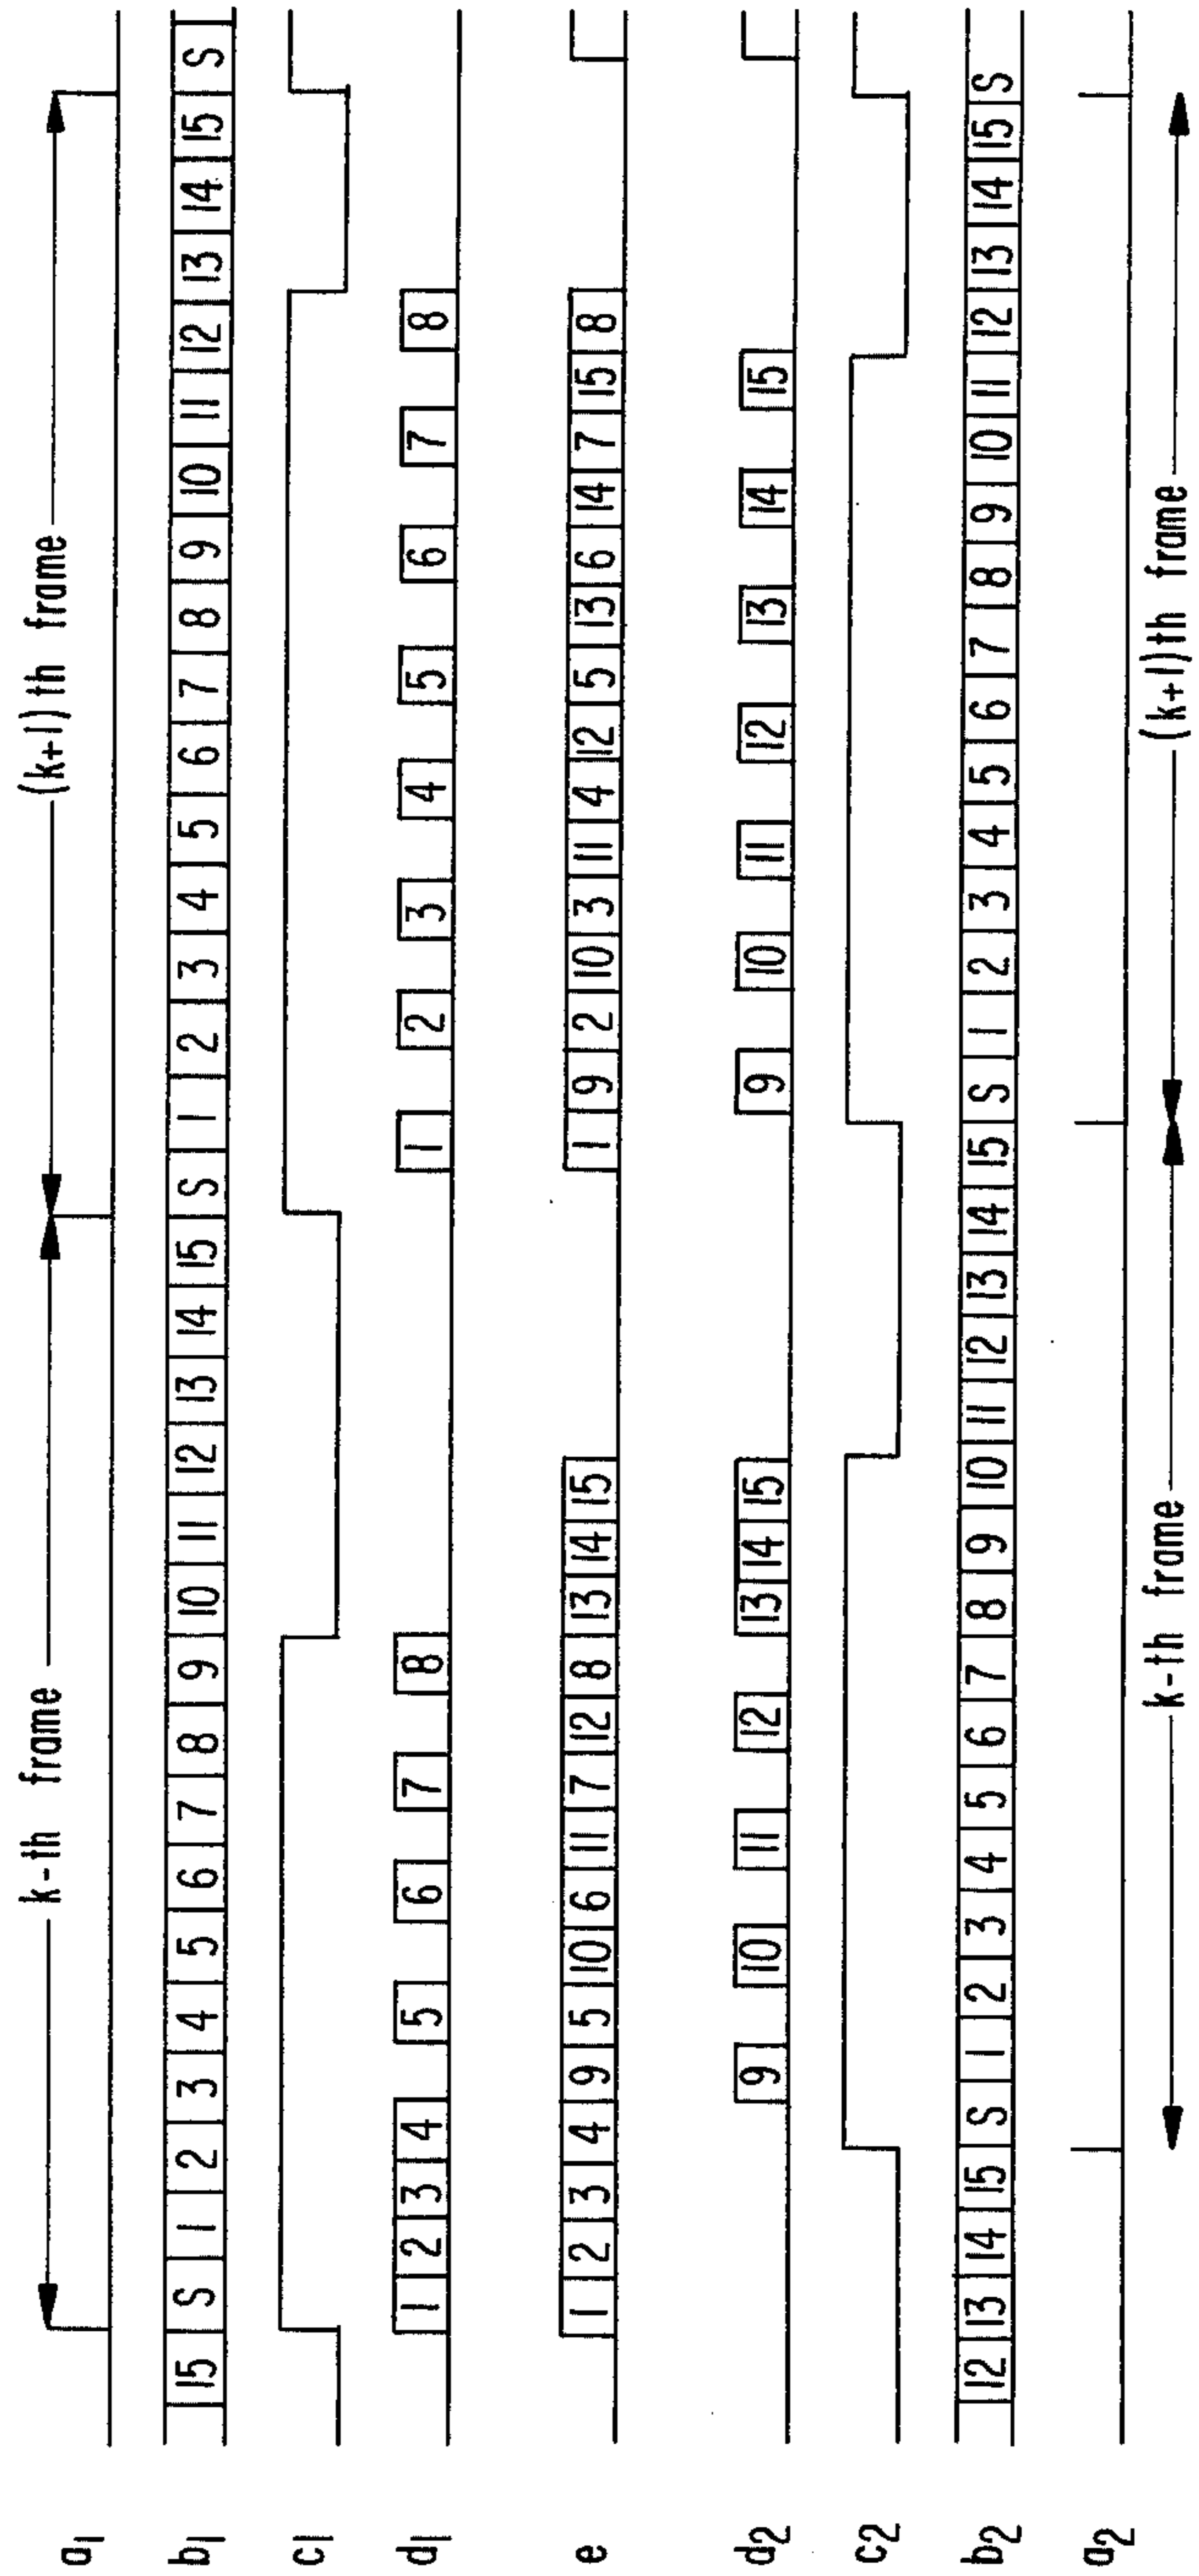 k-th frame (k+1)th frame
a1
b1 15 S 1 2 3 4 5 6 7 8 9 10 11 12 13 14 15 S 1 2 3 4 5 6 7 8 9 10 11 12 13 14 15 S
c1
d1 1 2 3 4 5 6 7 8 1 2 3 4 5 6 7 8
e 1 2 3 4 9 5 10 6 11 7 12 8 13 14 15 1 9 2 10 3 11 4 12 5 13 6 14 7 15 8
d2 9 10 11 12 13 14 15 9 10 11 12 13 14 15
c2
b2 12 13 14 15 S 1 2 3 4 5 6 7 8 9 10 11 12 13 14 15 S 1 2 3 4 5 6 7 8 9 10 11 12 13 14 15 S
a2
k-th frame (k+1)th frame